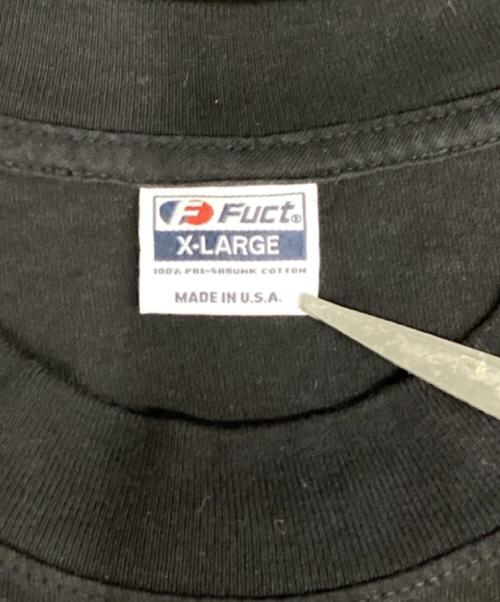 F Fuct®
X-LARGE
100% PRE-SHRUNK COTTON
MADE IN U.S.A.